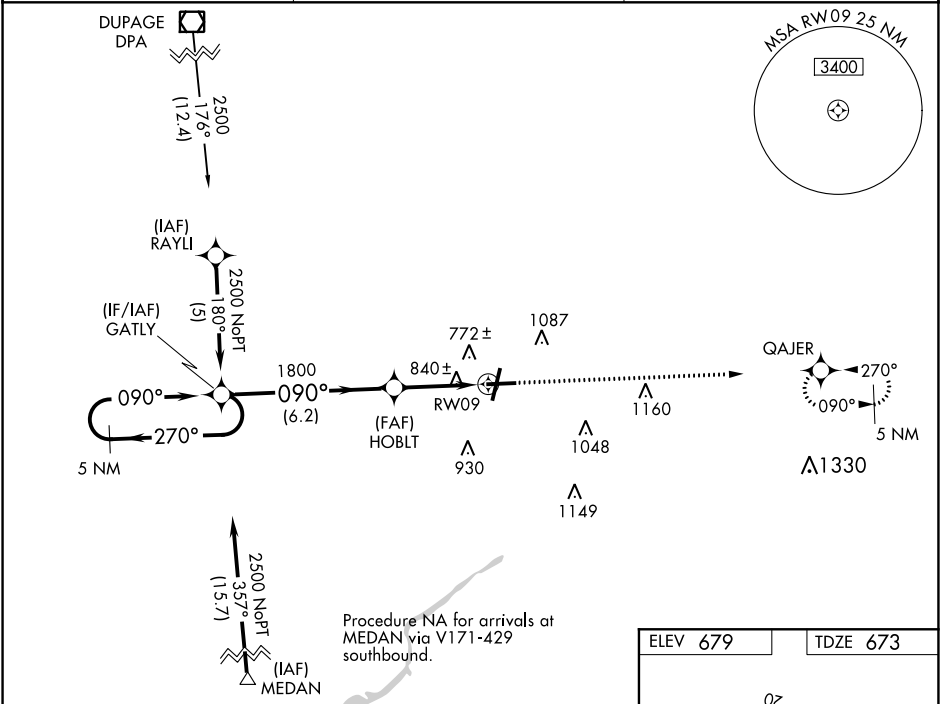 DUPAGE
DPA
MSA RW09 25 NM
3400
2500
176°
(12.4)
(IAF)
RAYLI
2500 NoPT
180°
(5)
(IF/IAF)
GATLY
1087
772±
840±
1800
090°
(6.2)
(FAF)
HOBLT
RW09
QAJER
270°
090°
5 NM
090°
270°
5 NM
1160
1048
930
1149
1330
2500 NoPT
357°
(15.7)
(IAF)
MEDAN
Procedure NA for arrivals at
MEDAN via V171-429
southbound.
ELEV 679
TDZE 673